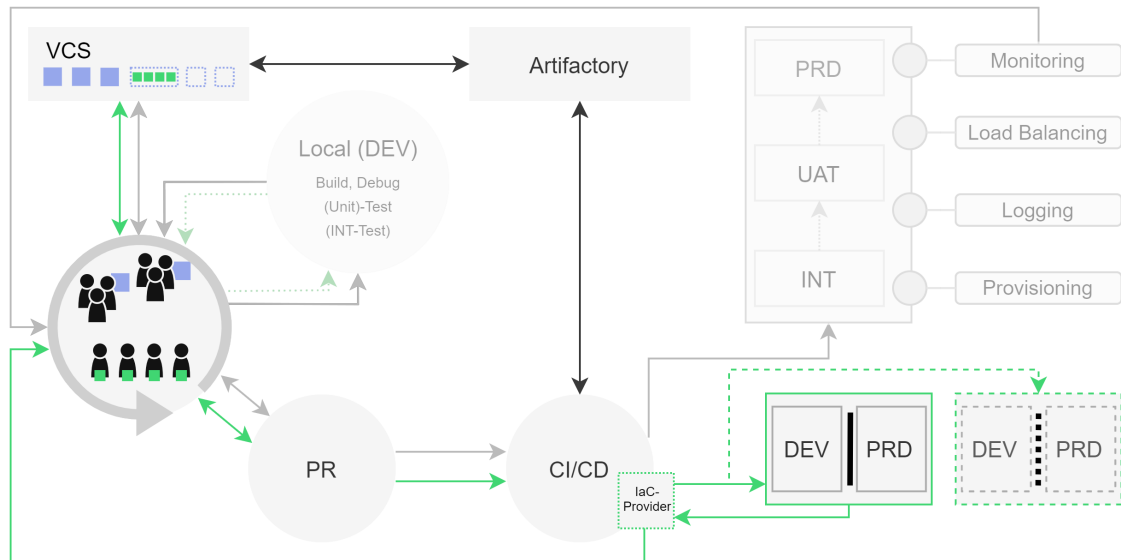 VCS
Artifactory
Local (DEV)
Build, Debug
(Unit)-Test
(INT-Test)
PRD
UAT
INT
Monitoring
Load Balancing
Logging
Provisioning
PR
CI/CD
IaC-
Provider
DEV
PRD
DEV
PRD